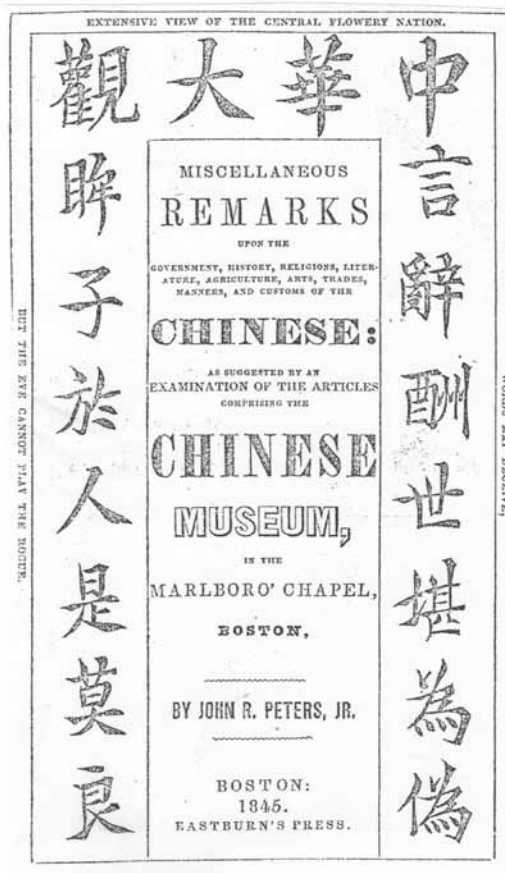 EXTENSIVE VIEW OF THE CENTRAL FLOWERY NATION.
中華大觀
言辭酬世堪為偽
眸子於人是莫良
WORDS MAY DECEIVE,
BUT THE EYE CANNOT PLAY THE ROGUE.
MISCELLANEOUS
REMARKS
UPON THE
GOVERNMENT, HISTORY, RELIGIONS, LITER-
ATURE, AGRICULTURE, ARTS, TRADES,
MANNERS, AND CUSTOMS OF THE
CHINESE:
AS SUGGESTED BY AN
EXAMINATION OF THE ARTICLES
COMPRISING THE
CHINESE
MUSEUM,
IN THE
MARLBORO' CHAPEL,
BOSTON,
BY JOHN R. PETERS, JR.
BOSTON:
1845.
EASTBURN'S PRESS.